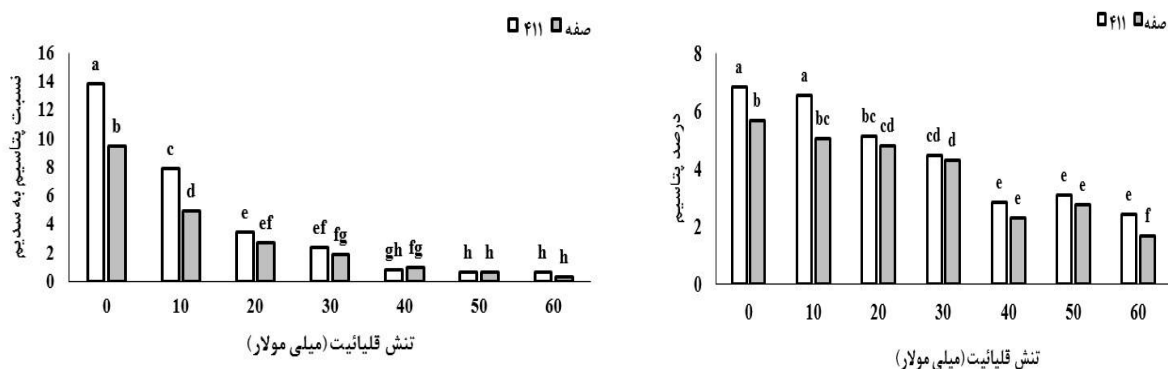 صفه ۴۱۱
نسبت پتاسیم به سدیم
16
14
12
10
8
6
4
2
0
a
b
c
d
e
ef
ef
fg
gh
fg
h
h
h
h
0 10 20 30 40 50 60
تنش قلیائیت(میلی مولار)
صفه ۴۱۱
درصد پتاسیم
8
6
4
2
0
a
b
a
bc
bc
cd
cd
d
e
e
e
e
e
f
0 10 20 30 40 50 60
تنش قلیائیت(میلی مولار)